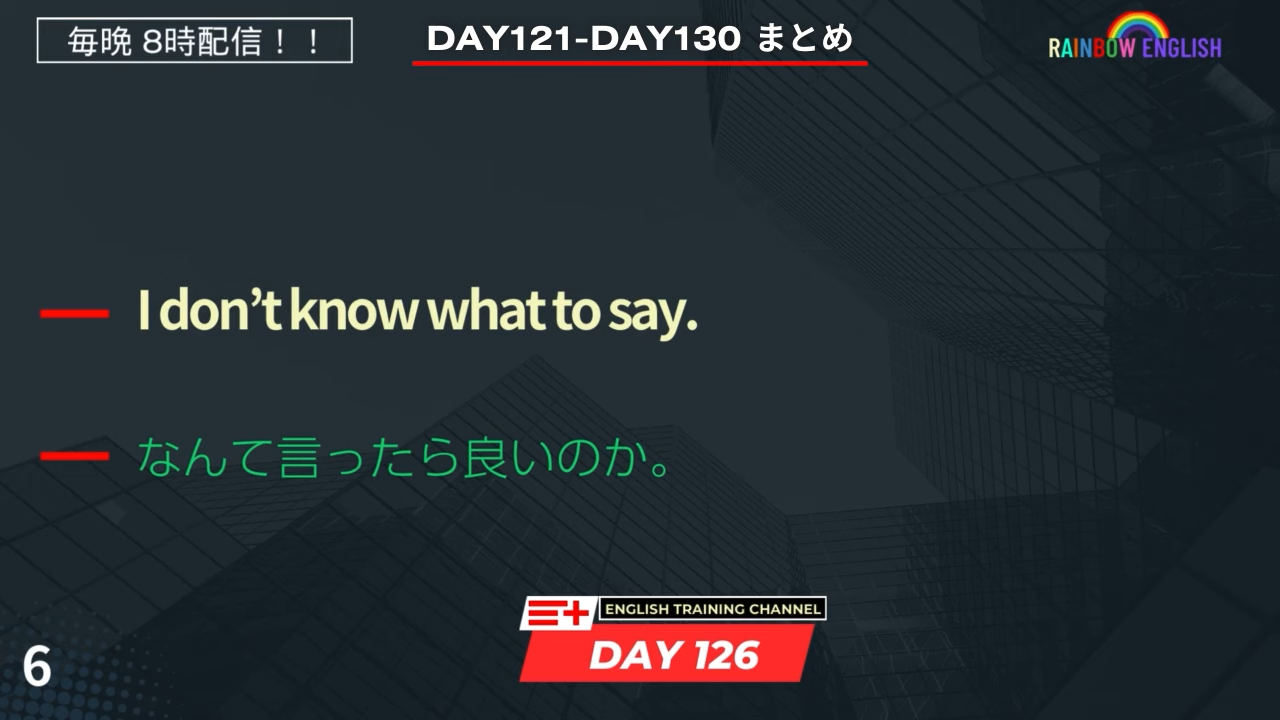 毎晩 8時配信！！
DAY121-DAY130 まとめ
RAINBOW ENGLISH
I don't know what to say.
なんて言ったら良いのか。
ENGLISH TRAINING CHANNEL
DAY 126
6